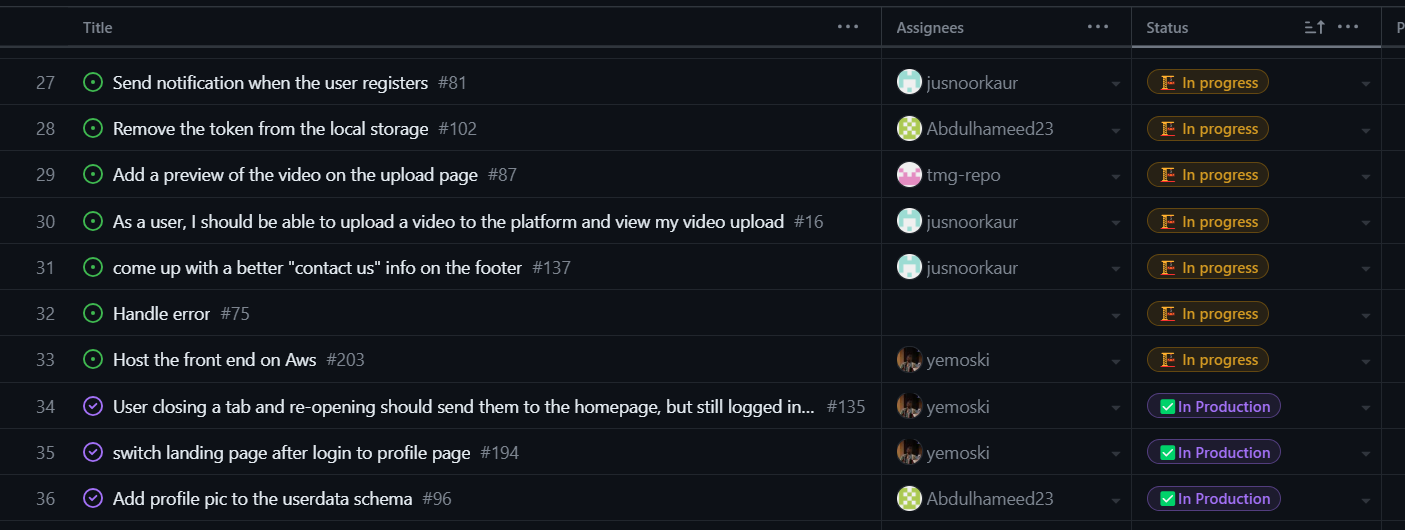 Title ... Assignees ... Status ... P
27 Send notification when the user registers #81 jusnoorkaur In progress
28 Remove the token from the local storage #102 Abdulhameed23 In progress
29 Add a preview of the video on the upload page #87 tmg-repo In progress
30 As a user, I should be able to upload a video to the platform and view my video upload #16 jusnoorkaur In progress
31 come up with a better "contact us" info on the footer #137 jusnoorkaur In progress
32 Handle error #75 In progress
33 Host the front end on Aws #203 yemoski In progress
34 User closing a tab and re-opening should send them to the homepage, but still logged in... #135 yemoski In Production
35 switch landing page after login to profile page #194 yemoski In Production
36 Add profile pic to the userdata schema #96 Abdulhameed23 In Production